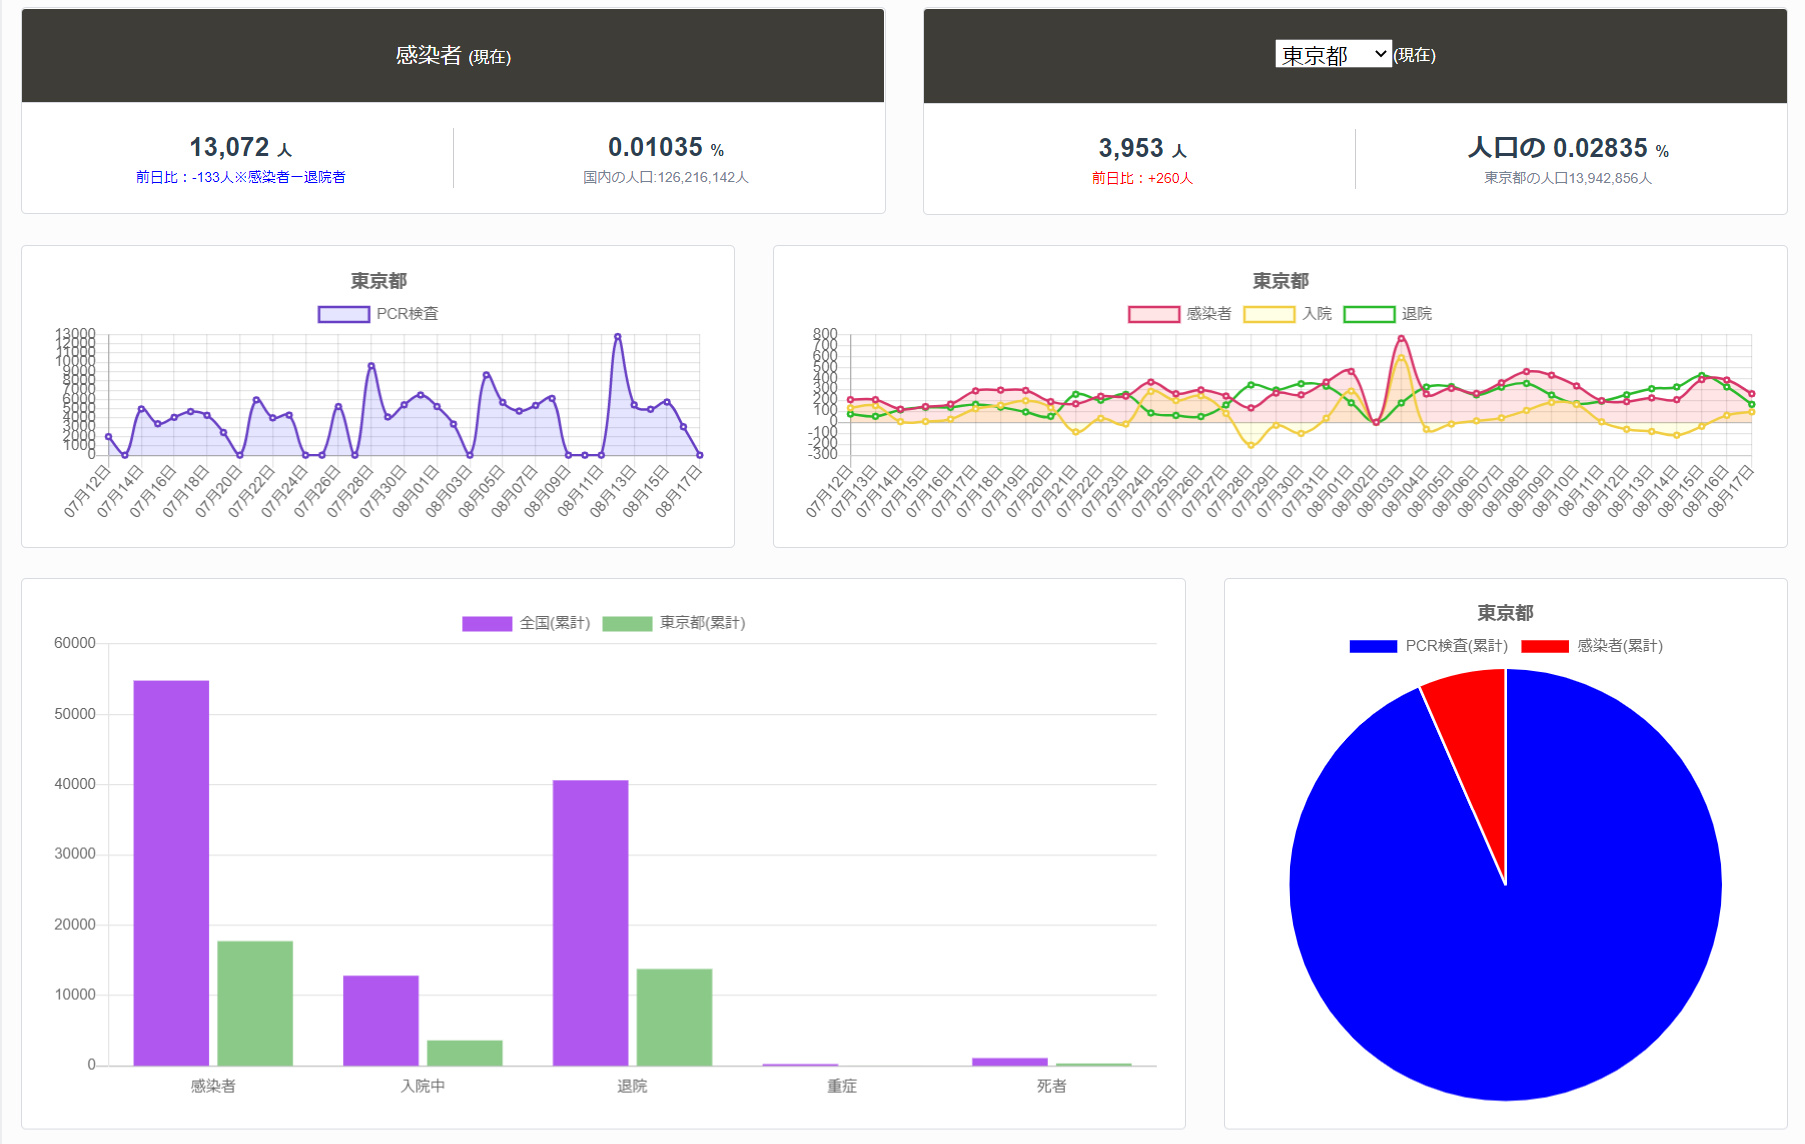 感染者 (現在)
13,072 人
前日比：-133人※感染者ー退院者
0.01035 %
国内の人口:126,216,142人
東京都 (現在)
3,953 人
前日比：+260人
人口の 0.02835 %
東京都の人口13,942,856人
東京都
PCR検査
13000
12000
11000
10000
9000
8000
7000
6000
5000
4000
3000
2000
1000
0
07月12日
07月14日
07月16日
07月18日
07月20日
07月22日
07月24日
07月26日
07月28日
07月30日
08月01日
08月03日
08月05日
08月07日
08月09日
08月11日
08月13日
08月15日
08月17日
東京都
感染者 入院 退院
800
700
600
500
400
300
200
100
0
-100
-200
-300
07月12日
07月13日
07月14日
07月15日
07月16日
07月17日
07月18日
07月19日
07月20日
07月21日
07月22日
07月23日
07月24日
07月25日
07月26日
07月27日
07月28日
07月29日
07月30日
07月31日
08月01日
08月02日
08月03日
08月04日
08月05日
08月06日
08月07日
08月08日
08月09日
08月10日
08月11日
08月12日
08月13日
08月14日
08月15日
08月16日
08月17日
全国(累計) 東京都(累計)
60000
50000
40000
30000
20000
10000
0
感染者 入院中 退院 重症 死者
東京都
PCR検査(累計) 感染者(累計)